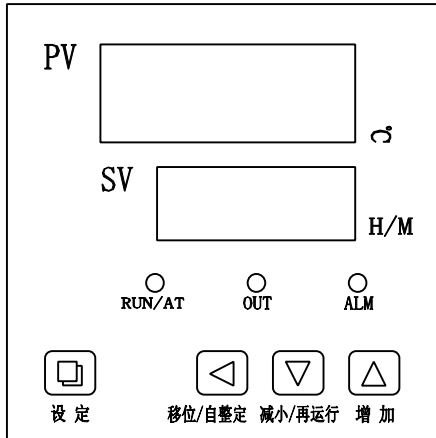 PV
℃
SV
H/M
RUN/AT OUT ALM
设定 移位/自整定 减小/再运行 增加